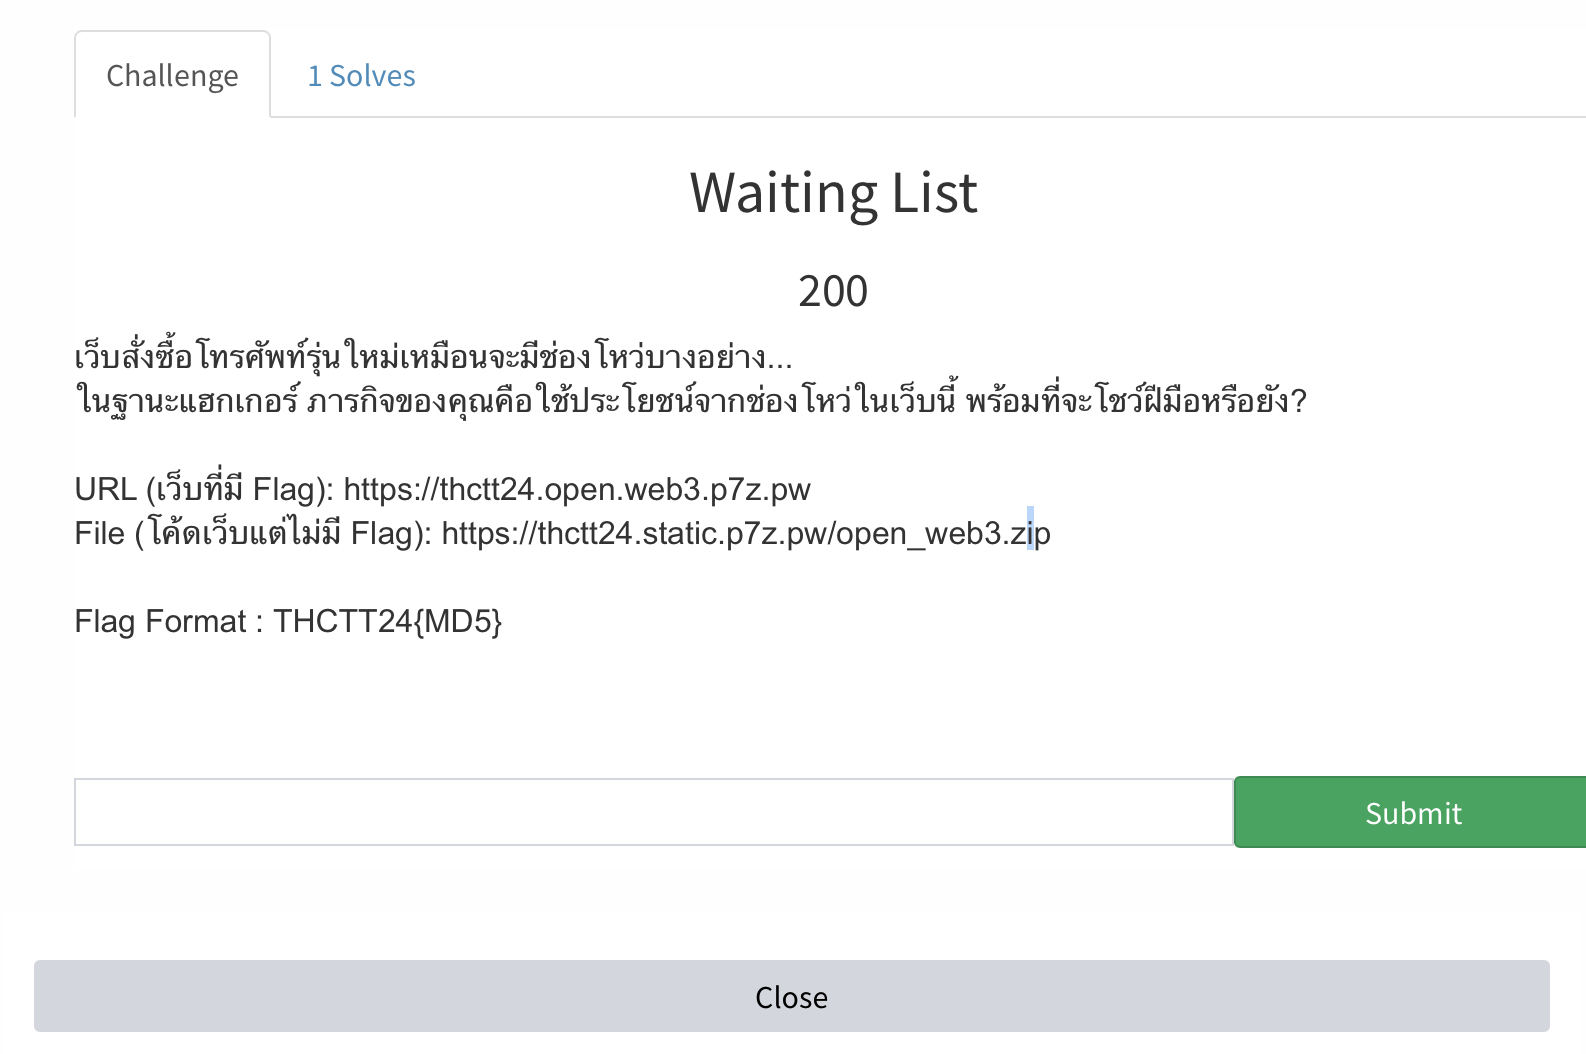 Challenge
1 Solves
Waiting List
200
เว็บสั่งซื้อโทรศัพท์รุ่นใหม่เหมือนจะมีช่องโหว่บางอย่าง...
ในฐานะแฮกเกอร์ ภารกิจของคุณคือใช้ประโยชน์จากช่องโหว่ในเว็บนี้ พร้อมที่จะโชว์ฝีมือหรือยัง?
URL (เว็บที่มี Flag): https://thctt24.open.web3.p7z.pw
File (โค้ดเว็บแต่ไม่มี Flag): https://thctt24.static.p7z.pw/open_web3.zip
Flag Format : THCTT24{MD5}
Submit
Close